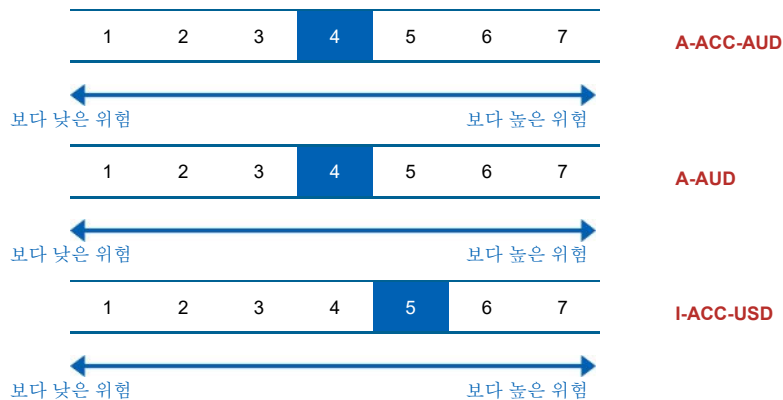 1 2 3 4 5 6 7 A-ACC-AUD
보다 낮은 위험 보다 높은 위험
1 2 3 4 5 6 7 A-AUD
보다 낮은 위험 보다 높은 위험
1 2 3 4 5 6 7 I-ACC-USD
보다 낮은 위험 보다 높은 위험